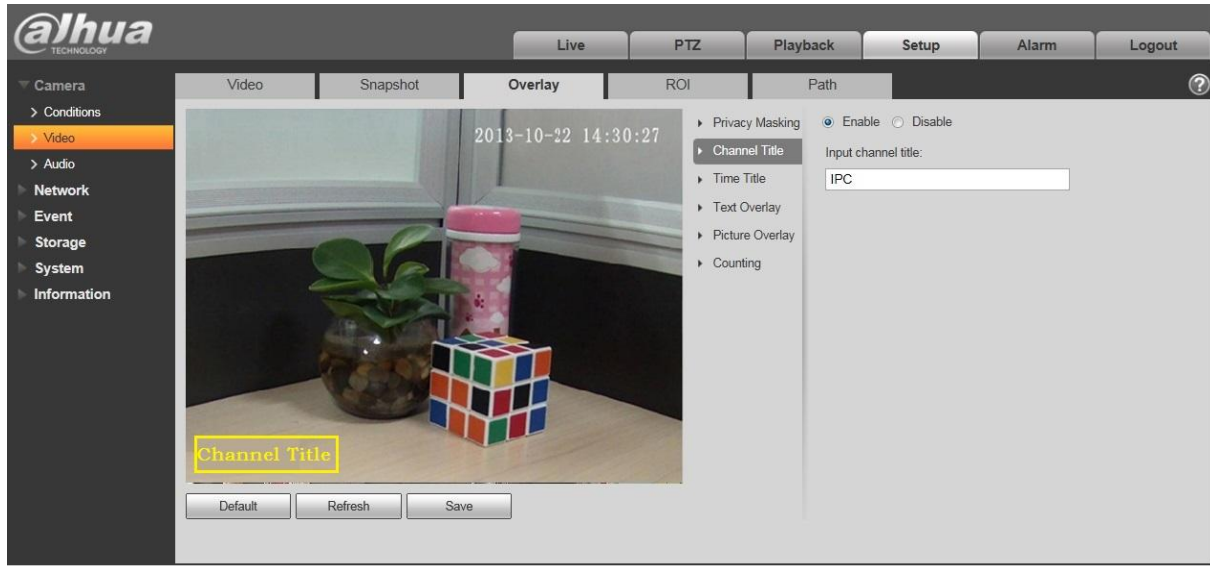 alhua
TECHNOLOGY
Live PTZ Playback Setup Alarm Logout
Camera
Conditions
Video
Audio
Network
Event
Storage
System
Information
Video Snapshot Overlay ROI Path
?
2013-10-22 14:30:27
Channel Title
Default Refresh Save
Privacy Masking
Channel Title
Time Title
Text Overlay
Picture Overlay
Counting
Enable Disable
Input channel title:
IPC